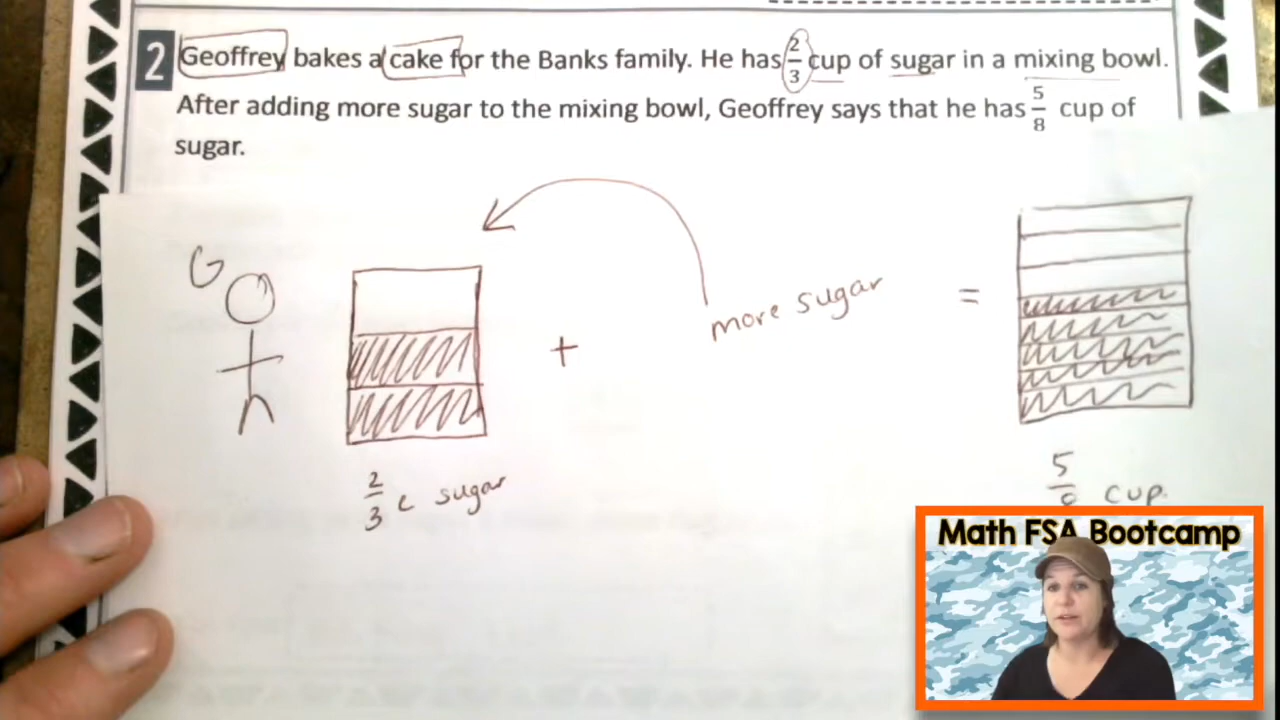 2 Geoffrey bakes a cake for the Banks family. He has 2/3 cup of sugar in a mixing bowl.
After adding more sugar to the mixing bowl, Geoffrey says that he has 5/8 cup of
sugar.
G
+
more sugar
=
2/3 c sugar
5/8 cup.
Math FSA Bootcamp